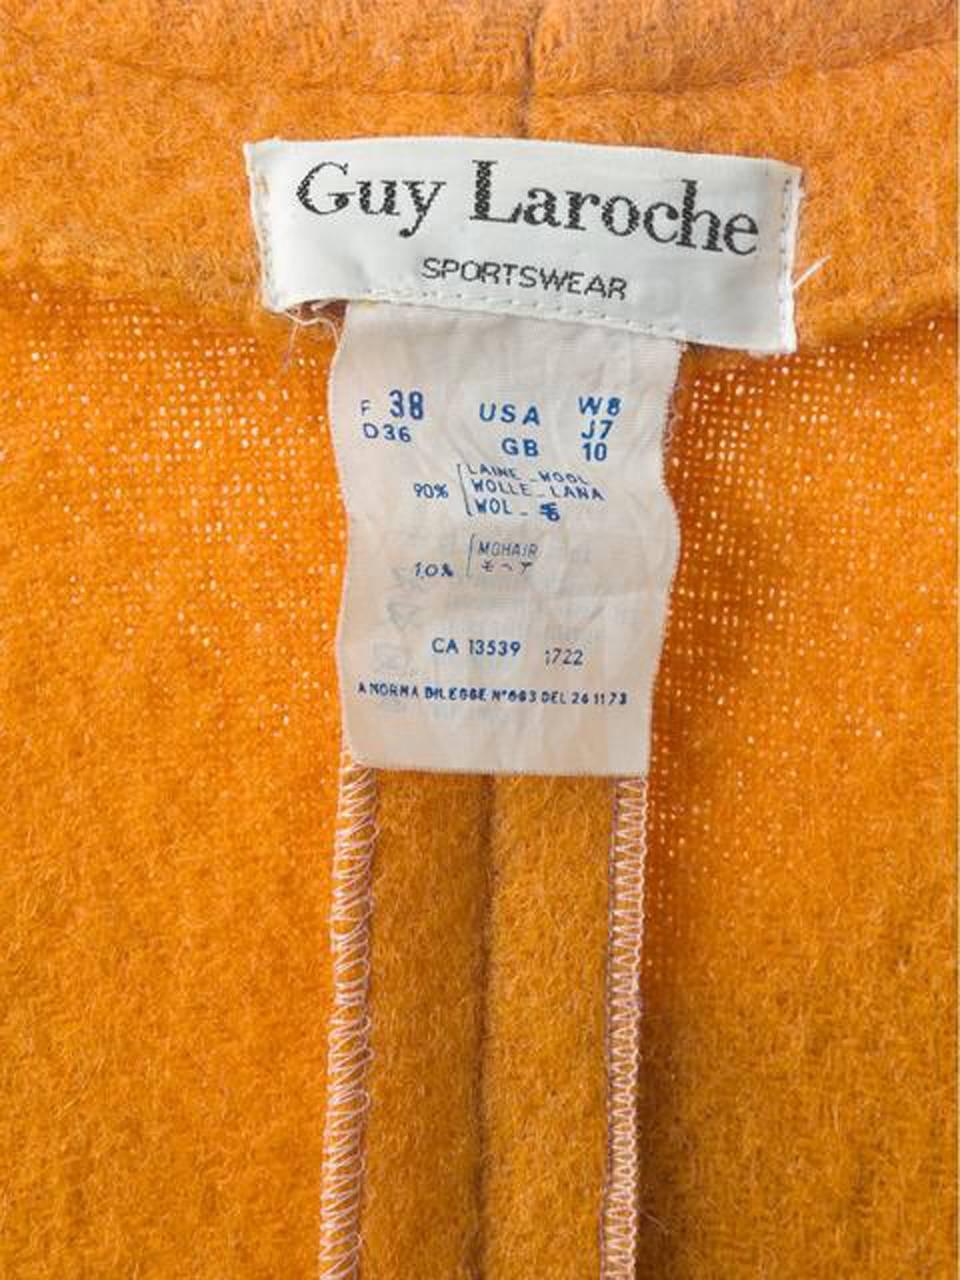 Guy Laroche
SPORTSWEAR
F 38 USA W8
D36 GB J7
10
LAINE_WOOL
90% WOLLE_LANA
WOL_毛
MOHAIR
10% モヘア
CA 13539 1722
A NORMA DI LEGGE N°883 DEL 26 11 73